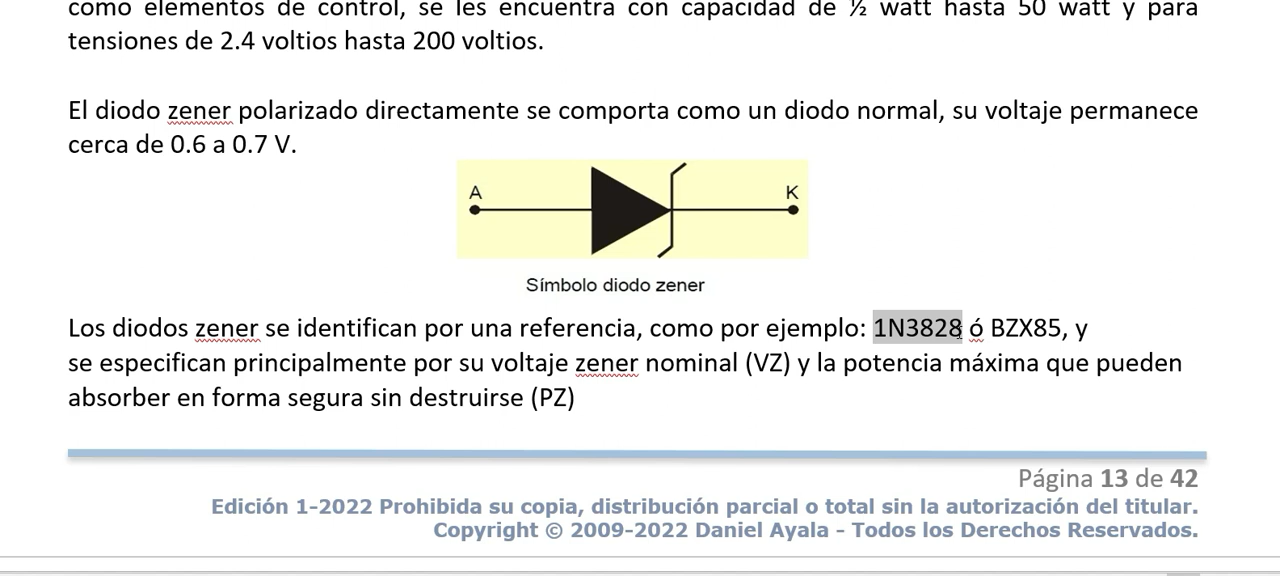 como elementos de control, se les encuentra con capacidad de ½ watt hasta 50 watt y para
tensiones de 2.4 voltios hasta 200 voltios.
El diodo zener polarizado directamente se comporta como un diodo normal, su voltaje permanece
cerca de 0.6 a 0.7 V.
A K
Símbolo diodo zener
Los diodos zener se identifican por una referencia, como por ejemplo: 1N3828 ó BZX85, y
se especifican principalmente por su voltaje zener nominal (VZ) y la potencia máxima que pueden
absorber en forma segura sin destruirse (PZ)
Página 13 de 42
Edición 1-2022 Prohibida su copia, distribución parcial o total sin la autorización del titular.
Copyright © 2009-2022 Daniel Ayala - Todos los Derechos Reservados.